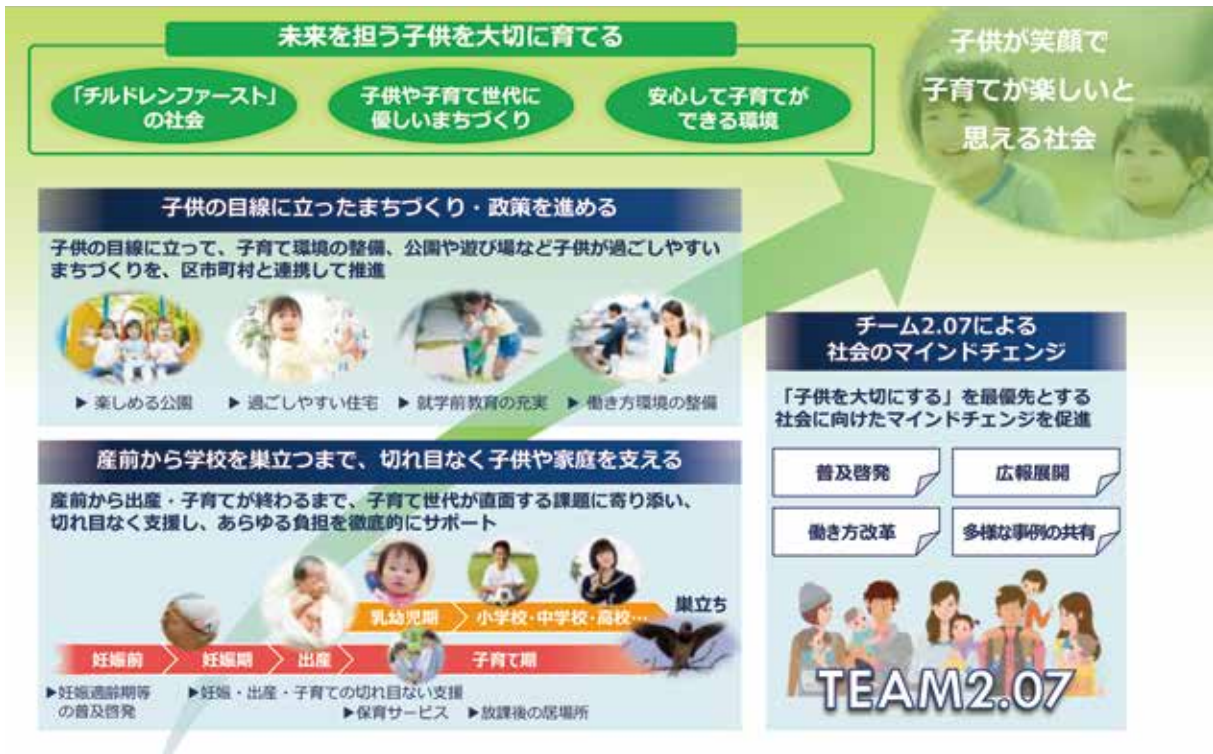 未来を担う子供を大切に育てる
「チルドレンファースト」
の社会
子供や子育て世代に
優しいまちづくり
安心して子育てが
できる環境
子供が笑顔で
子育てが楽しいと
思える社会
子供の目線に立ったまちづくり・政策を進める
子供の目線に立って、子育て環境の整備、公園や遊び場など子供が過ごしやすい
まちづくりを、区市町村と連携して推進
▶ 楽しめる公園
▶ 過ごしやすい住宅
▶ 就学前教育の充実
▶ 働き方環境の整備
産前から学校を巣立つまで、切れ目なく子供や家庭を支える
産前から出産・子育てが終わるまで、子育て世代が直面する課題に寄り添い、
切れ目なく支援し、あらゆる負担を徹底的にサポート
乳幼児期
小学校・中学校・高校…
巣立ち
妊娠前
妊娠期
出産
子育て期
▶妊娠適齢期等
の普及啓発
▶妊娠・出産・子育ての切れ目ない支援
▶保育サービス
▶放課後の居場所
チーム2.07による
社会のマインドチェンジ
「子供を大切にする」を最優先とする
社会に向けたマインドチェンジを促進
普及啓発
広報展開
働き方改革
多様な事例の共有
TEAM2.07